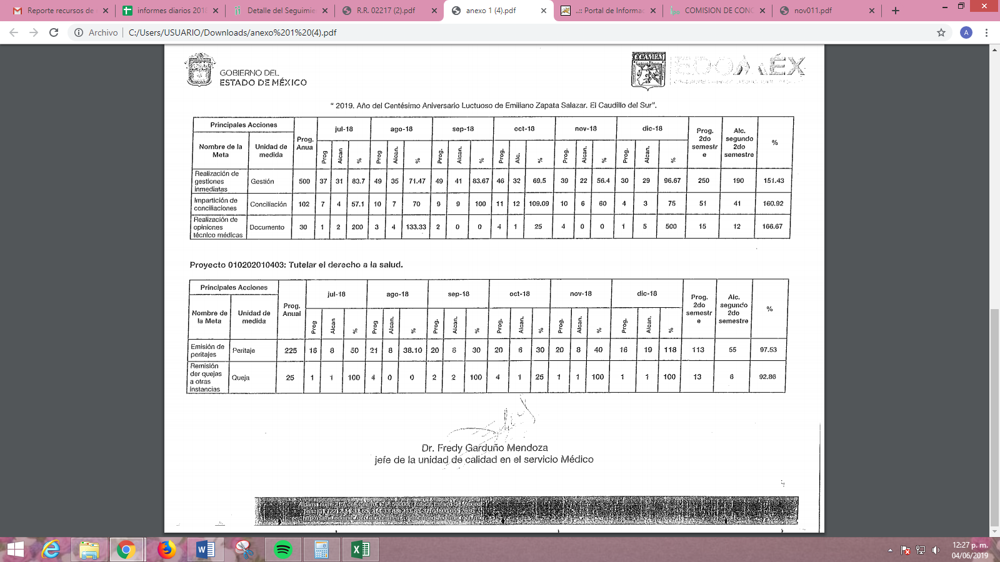 Reporte recursos de
informes diarios 2018
Detalle del Seguimie
R.R. 02217 (2).pdf
anexo 1 (4).pdf
..:: Portal de Informac
COMISION DE CONC
nov011.pdf
Archivo | C:/Users/USUARIO/Downloads/anexo%201%20(4).pdf
A
GOBIERNO DEL
ESTADO DE MÉXICO
CCAMEM
EDOMÉX
" 2019. Año del Centésimo Aniversario Luctuoso de Emiliano Zapata Salazar. El Caudillo del Sur".
Principales Acciones Prog. Anua jul-18 ago-18 sep-18 oct-18 nov-18 dic-18 Prog. 2do semestr e Alc. segundo 2do semestre %
Nombre de la Meta Unidad de medida Prog Alcan % Prog Alcan. % Prog. Alcan. % Prog. Alc. % Prog. Alcan. % Prog. Alcan. %
Realización de gestiones inmediatas Gestión 500 37 31 83.7 49 35 71.47 49 41 83.67 46 32 69.5 39 22 56.4 30 29 96.67 250 190 151.43
Impartición de conciliaciones Conciliación 102 7 4 57.1 10 7 70 9 9 100 11 12 109.09 10 6 60 4 3 75 51 41 160.92
Realización de opiniones técnico médicas Documento 30 1 2 200 3 4 133.33 2 0 0 4 1 25 4 0 0 1 5 500 15 12 166.67
Proyecto 010202010403: Tutelar el derecho a la salud.
Principales Acciones Prog. Anual jul-18 ago-18 sep-18 oct-18 nov-18 dic-18 Prog. 2do semestr e Alc. segundo 2do semestre %
Nombre de la Meta Unidad de medida Prog Alcan % Prog Alcan. % Prog. Alcan. % Prog. Alcan. % Prog. Alcan. % Prog. Alcan. %
Emisión de peritajes Peritaje 225 16 8 50 21 8 38.10 20 6 30 20 6 30 20 8 40 16 19 118 113 55 97.53
Remisión der quejas a otras instancias Queja 25 1 1 100 4 0 0 2 2 100 4 1 25 1 1 100 1 1 100 13 6 92.86
Dr. Fredy Garduño Mendoza
jefe de la unidad de calidad en el servicio Médico
Aldama núm. 215, col. Centro, C.P. 50000, Toluca, Estado de México
12:27 p. m.
04/06/2019